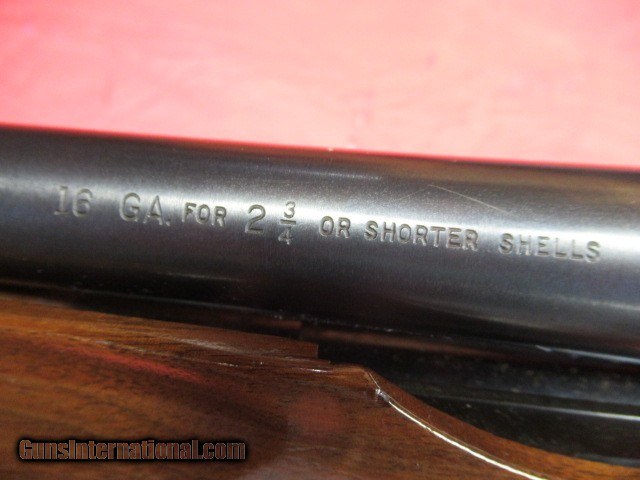 16 GA. FOR 2 3/4 OR SHORTER SHELLS
GunsInternational.com